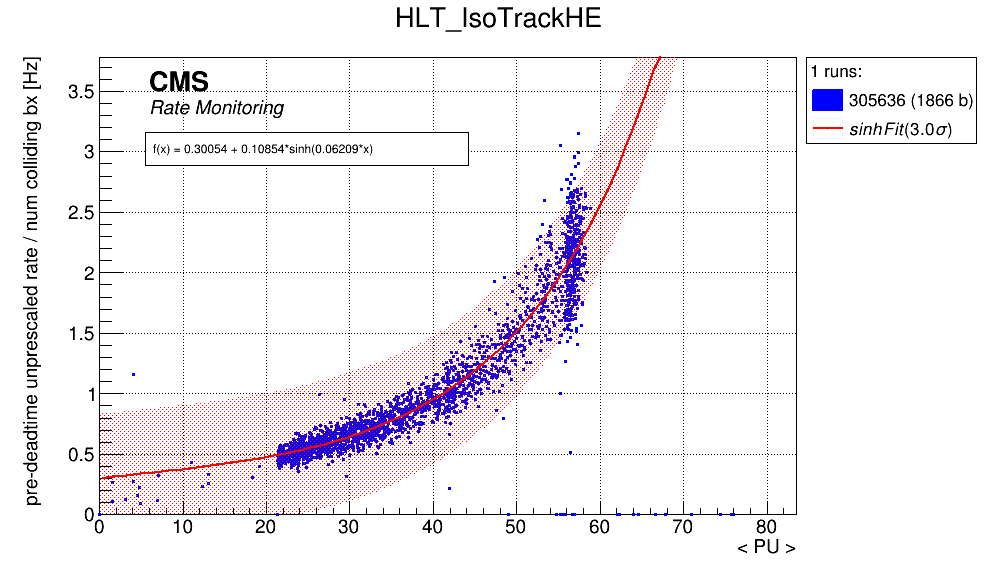 HLT_IsoTrackHE
pre-deadtime unprescaled rate / num colliding bx [Hz]
CMS
Rate Monitoring
f(x) = 0.30054 + 0.10854*sinh(0.06209*x)
1 runs:
305636 (1866 b)
sinhFit(3.0σ)
3.5
3
2.5
2
1.5
1
0.5
0
0 10 20 30 40 50 60 70 80
< PU >